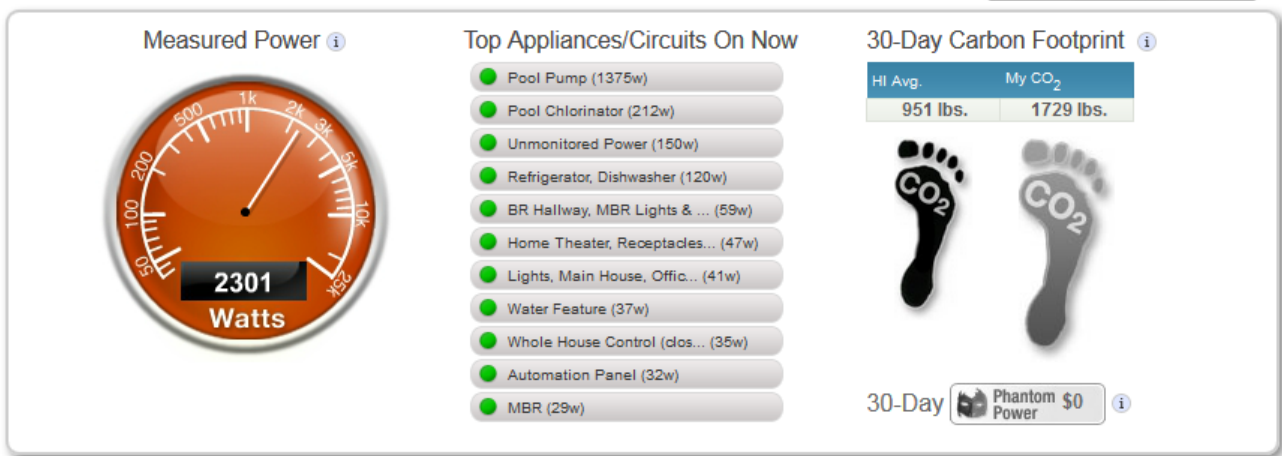 Measured Power i
50
100
200
500
1k
2k
3k
5k
10k
25k
2301
Watts
Top Appliances/Circuits On Now
Pool Pump (1375w)
Pool Chlorinator (212w)
Unmonitored Power (150w)
Refrigerator, Dishwasher (120w)
BR Hallway, MBR Lights & ... (59w)
Home Theater, Receptacles... (47w)
Lights, Main House, Offic... (41w)
Water Feature (37w)
Whole House Control (clos... (35w)
Automation Panel (32w)
MBR (29w)
30-Day Carbon Footprint i
HI Avg. My CO2
951 lbs. 1729 lbs.
CO2 CO2
30-Day Phantom Power $0 i